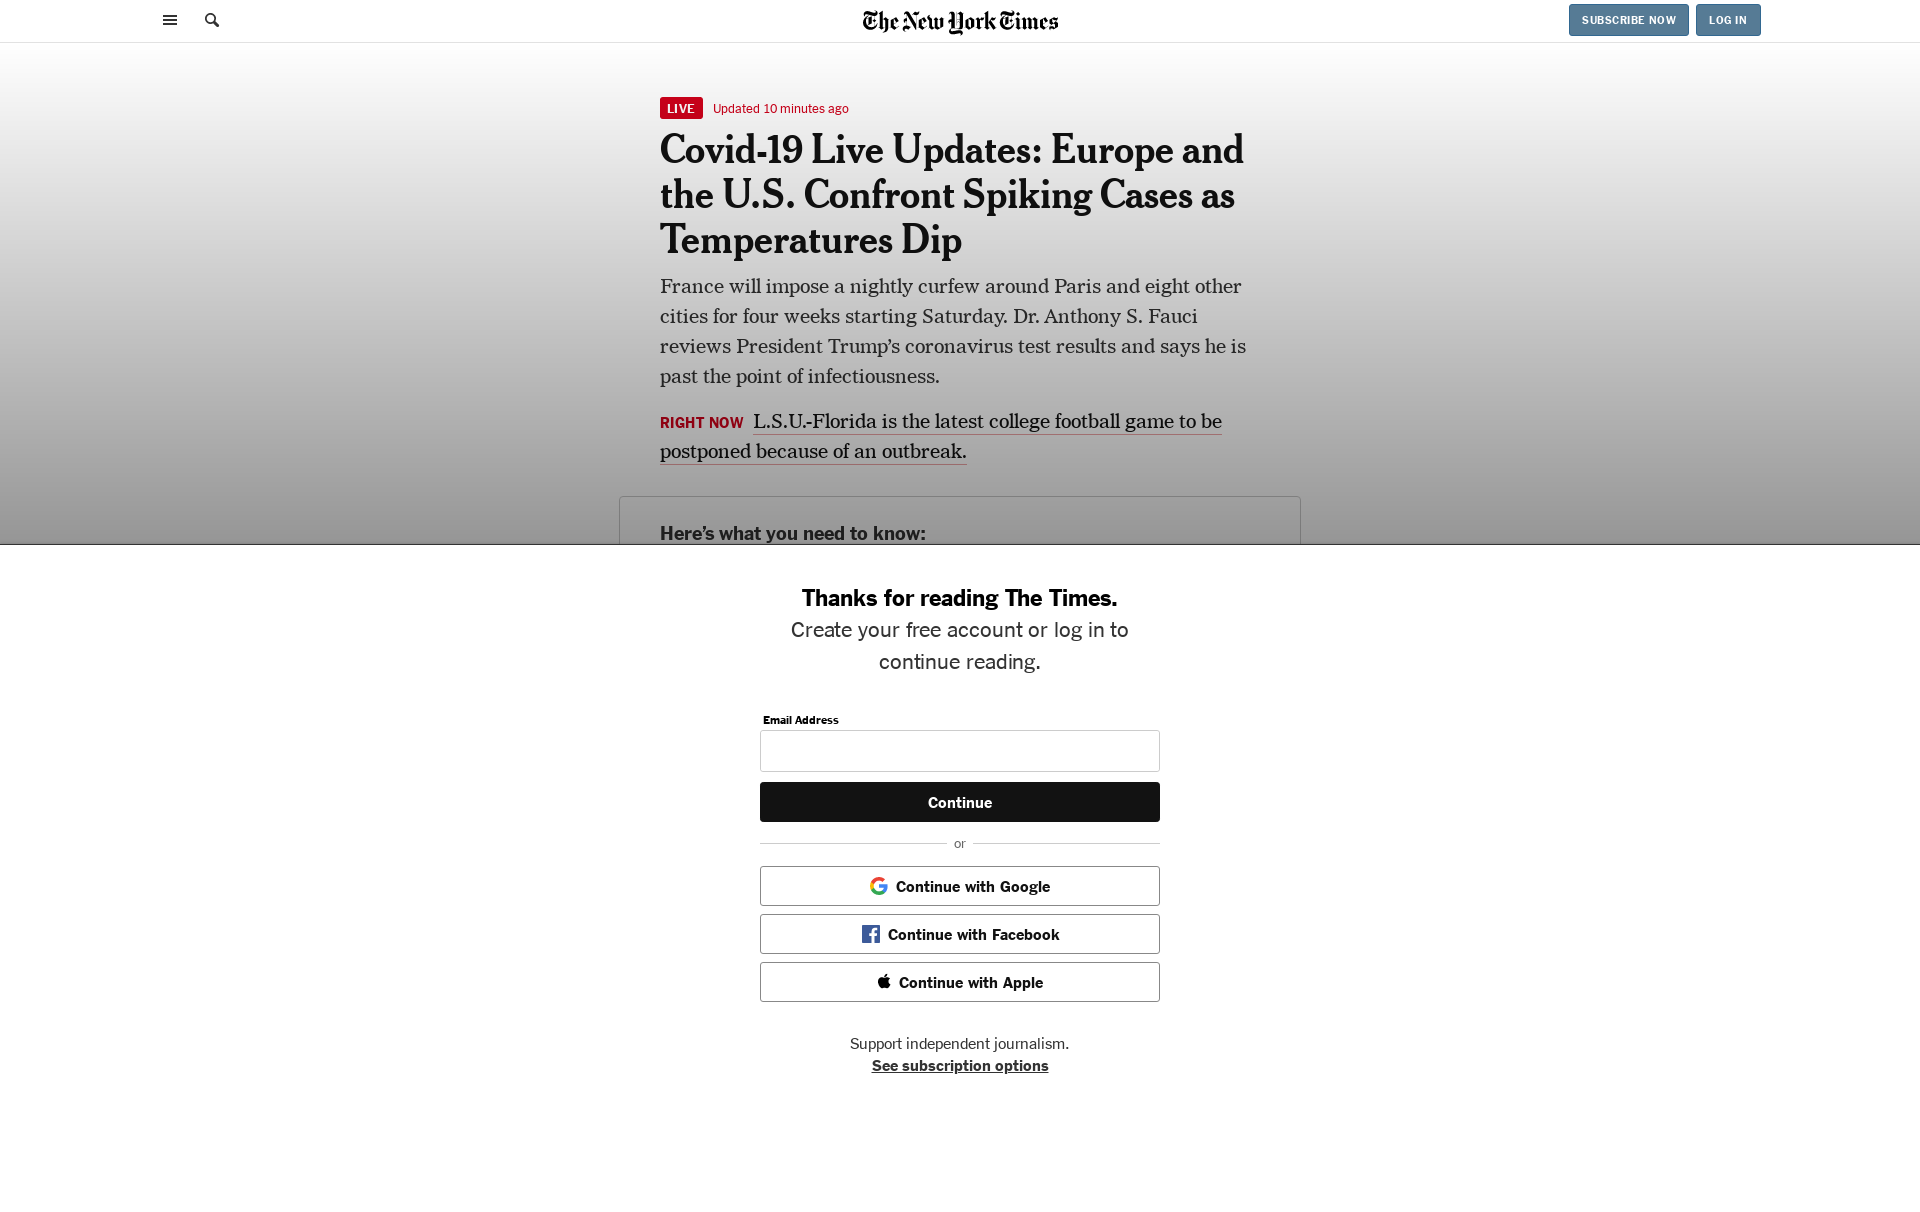 The New York Times
SUBSCRIBE NOW
LOG IN
LIVE
Updated 10 minutes ago
Covid-19 Live Updates: Europe and
the U.S. Confront Spiking Cases as
Temperatures Dip
France will impose a nightly curfew around Paris and eight other
cities for four weeks starting Saturday. Dr. Anthony S. Fauci
reviews President Trump’s coronavirus test results and says he is
past the point of infectiousness.
RIGHT NOW L.S.U.-Florida is the latest college football game to be
postponed because of an outbreak.
Here’s what you need to know:
Thanks for reading The Times.
Create your free account or log in to
continue reading.
Email Address
Continue
or
Continue with Google
Continue with Facebook
Continue with Apple
Support independent journalism.
See subscription options